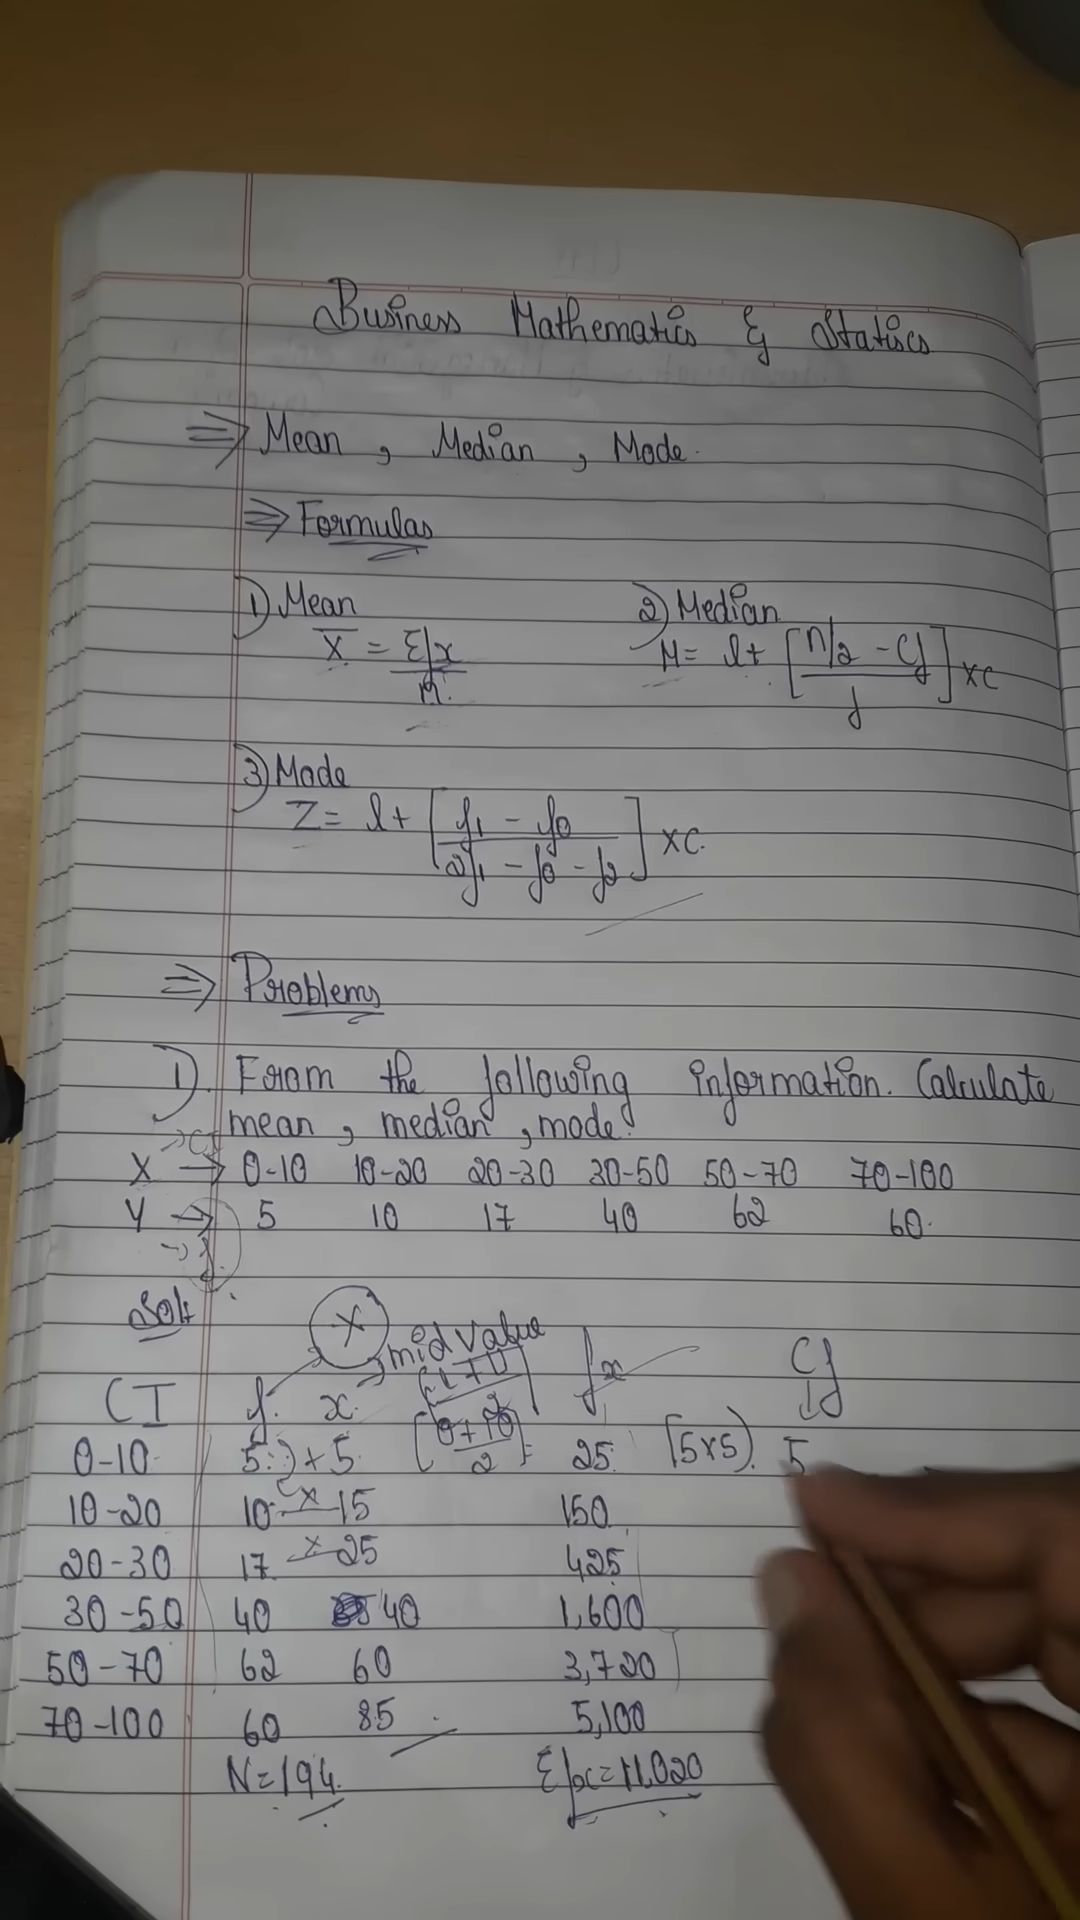 Business Mathematics & Statiscs
⇒ Mean, Median, Mode.
⇒ Formulas
1) Mean
X̄ = Σfx / n
2) Median
M = l + [n/2 - Cf / f] × C
3) Mode
Z = l + [f1 - f0 / 2f1 - f0 - f2] × C.
⇒ Problems
1). From the following information. Calculate
mean, median, mode.
→ CI
X → 0-10 10-20 20-30 30-50 50-70 70-100
Y → 5 10 17 40 62 60.
→ f.
Sol:
X
→ mid value
CI f. x. [L+U / 2] fx Cf
0-10. 5. × 5. [0+10 / 2] = 25. [5×5). 5
10-20 10 × 15 150
20-30 17 × 25 425
30-50 40 40 1,600
50-70 62 60 3,720
70-100 60 85 5,100
N=194. Σfx=11,020